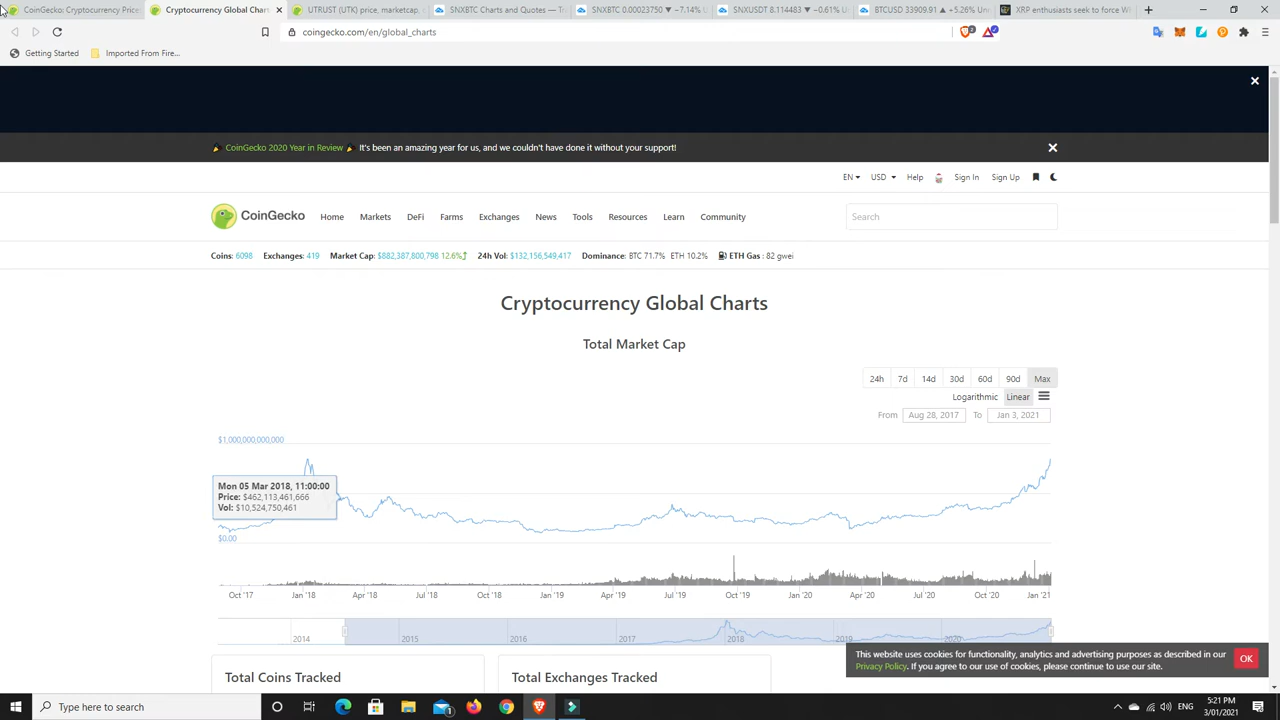 CoinGecko: Cryptocurrency Price
Cryptocurrency Global Charts
UTRUST (UTK) price, marketcap,
SNXBTC Charts and Quotes — Tr
SNXBTC 0.00023750 ▼ −7.14%
SNXUSDT 8.114483 ▼ −0.61% U
BTCUSD 33909.91 ▲ +5.26% Un
XRP enthusiasts seek to force W
coingecko.com/en/global_charts
Getting Started
Imported From Fire...
CoinGecko 2020 Year in Review It's been an amazing year for us, and we couldn't have done it without your support!
EN USD Help Sign In Sign Up
CoinGecko
Home Markets DeFi Farms Exchanges News Tools Resources Learn Community
Search
Coins: 6098 Exchanges: 419 Market Cap: $882,387,800,798 12.6% 24h Vol: $132,156,549,417 Dominance: BTC 71.7% ETH 10.2% ETH Gas : 82 gwei
Cryptocurrency Global Charts
Total Market Cap
24h 7d 14d 30d 60d 90d Max
Logarithmic Linear
From Aug 28, 2017 To Jan 3, 2021
$1,000,000,000,000
Mon 05 Mar 2018, 11:00:00
Price: $462,113,461,666
Vol: $10,524,750,461
$0.00
Oct '17 Jan '18 Apr '18 Jul '18 Oct '18 Jan '19 Apr '19 Jul '19 Oct '19 Jan '20 Apr '20 Jul '20 Oct '20 Jan '21
2014 2015 2016 2017 2018 2019 2020
This website uses cookies for functionality, analytics and advertising purposes as described in our
Privacy Policy. If you agree to our use of cookies, please continue to use our site.
OK
Total Coins Tracked
Total Exchanges Tracked
Type here to search
ENG
5:21 PM
3/01/2021